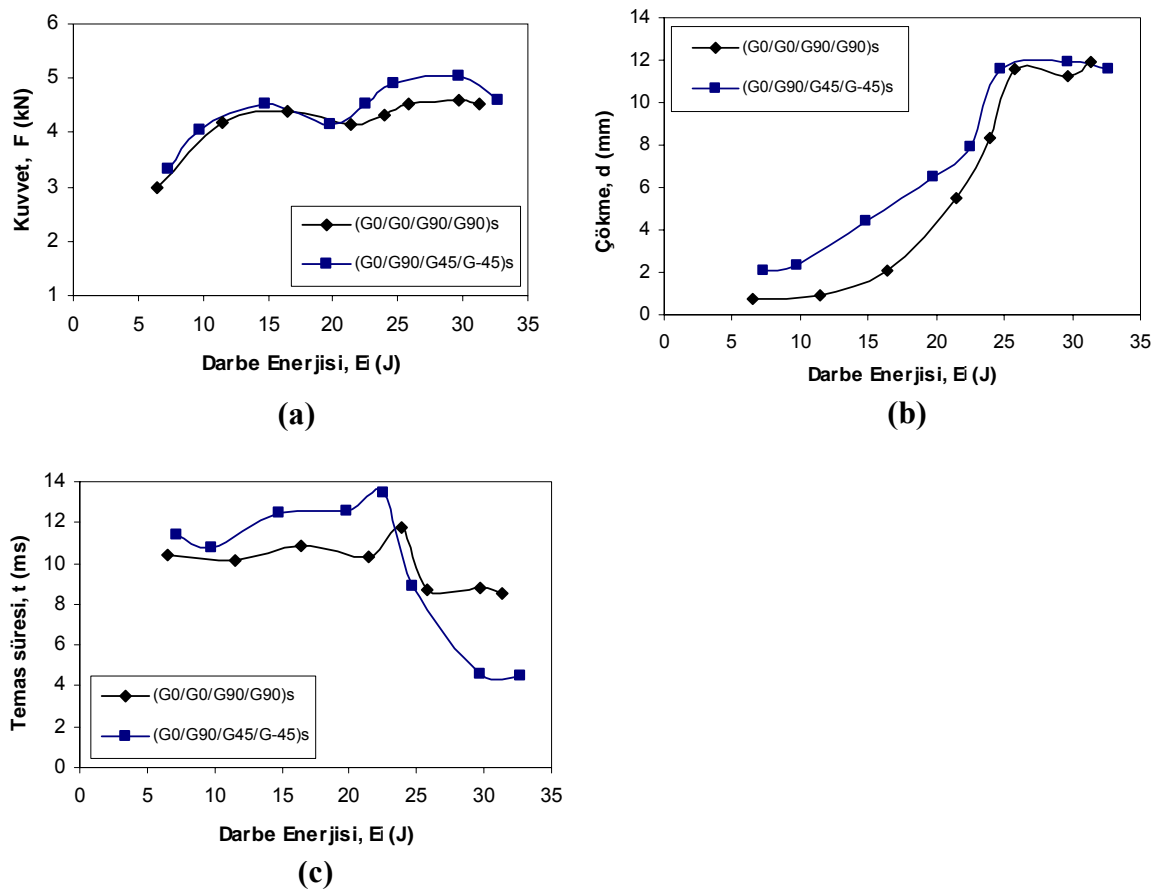 Kuvvet, F (kN)
6
5
4
3
2
1
0 5 10 15 20 25 30 35
(G0/G0/G90/G90)s
(G0/G90/G45/G-45)s
Darbe Enerjisi, Ei (J)
(a)
Çökme, d (mm)
14
12
10
8
6
4
2
0
0 5 10 15 20 25 30 35
(G0/G0/G90/G90)s
(G0/G90/G45/G-45)s
Darbe Enerjisi, Ei (J)
(b)
Temas süresi, t (ms)
14
12
10
8
6
4
2
0
0 5 10 15 20 25 30 35
(G0/G0/G90/G90)s
(G0/G90/G45/G-45)s
Darbe Enerjisi, Ei (J)
(c)